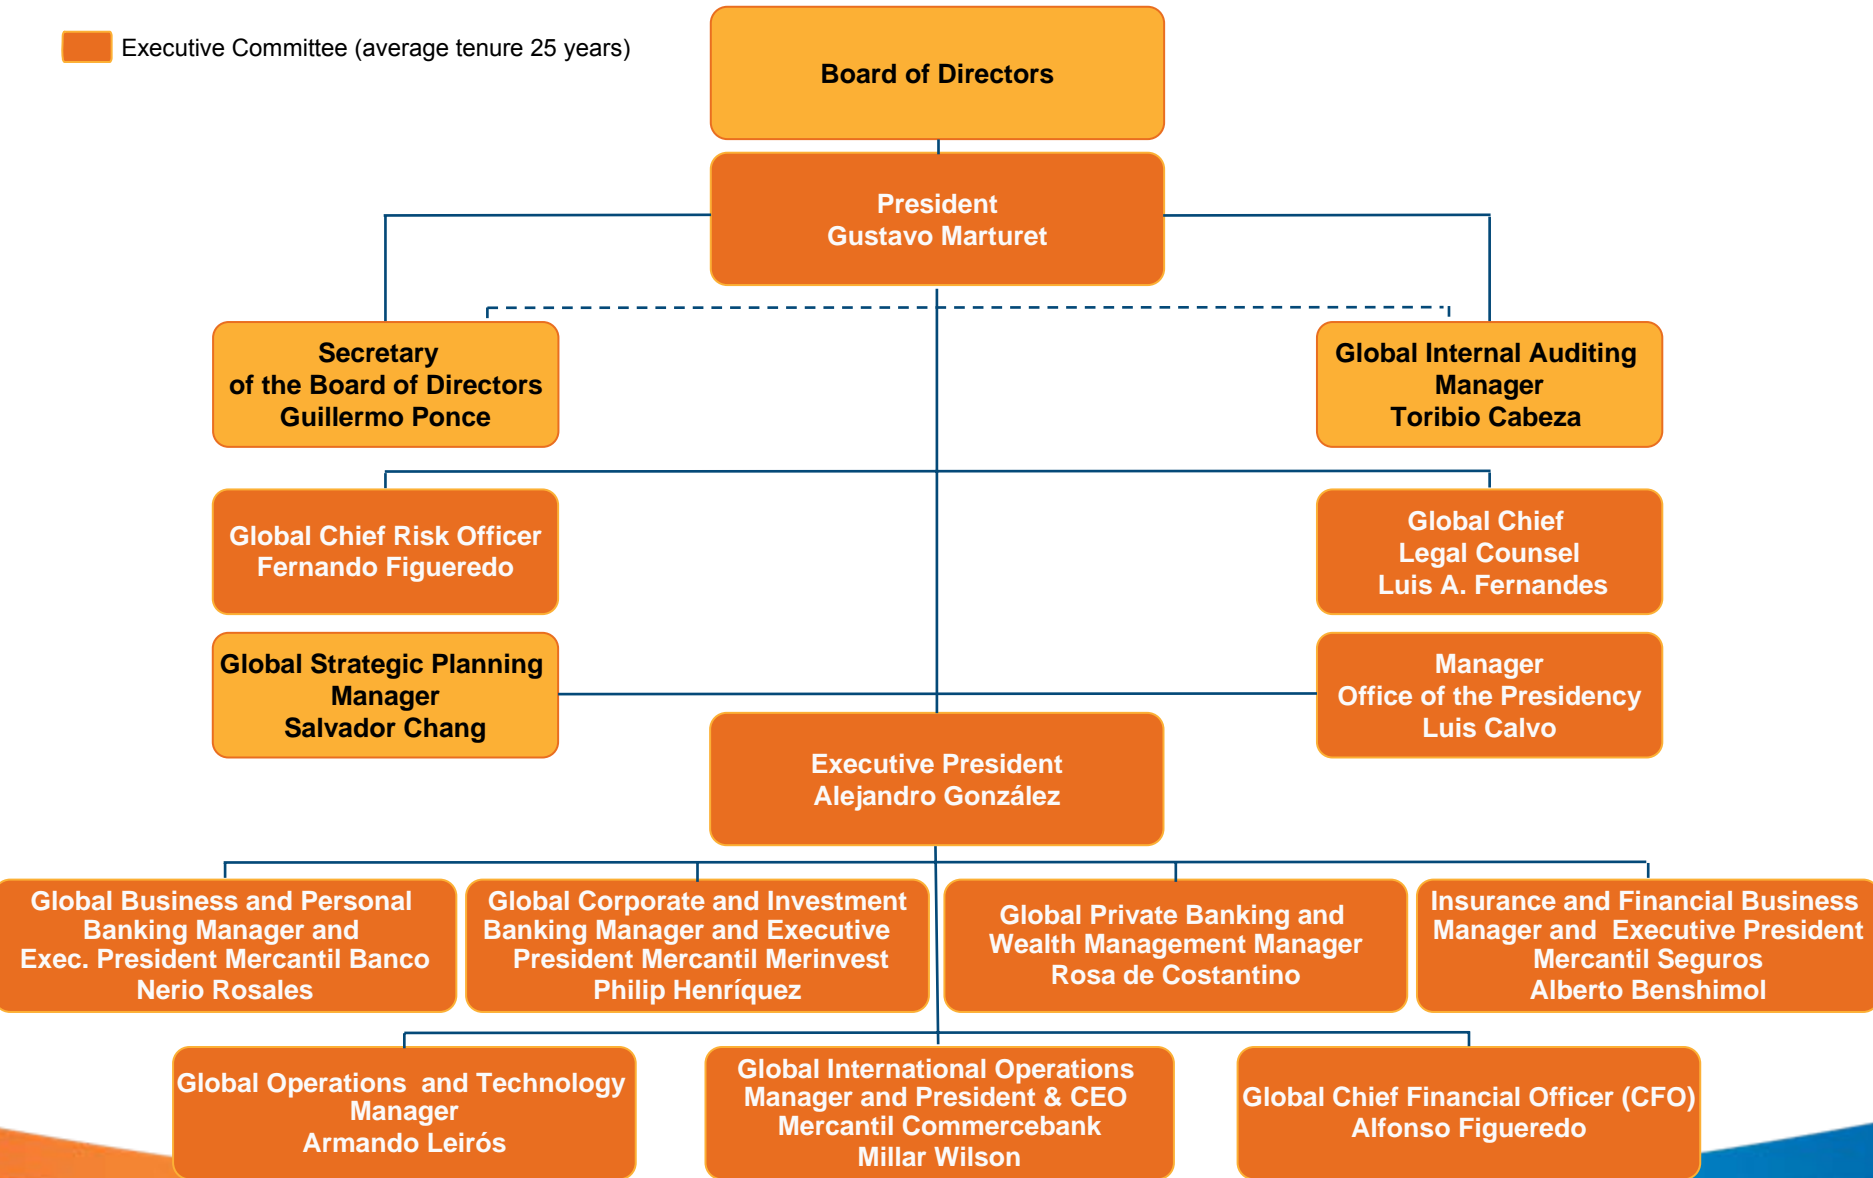 Executive Committee (average tenure 25 years)
Board of Directors
President
Gustavo Marturet
Secretary
of the Board of Directors
Guillermo Ponce
Global Internal Auditing
Manager
Toribio Cabeza
Global Chief Risk Officer
Fernando Figueredo
Global Chief
Legal Counsel
Luis A. Fernandes
Global Strategic Planning
Manager
Salvador Chang
Manager
Office of the Presidency
Luis Calvo
Executive President
Alejandro González
Global Business and Personal
Banking Manager and
Exec. President Mercantil Banco
Nerio Rosales
Global Corporate and Investment
Banking Manager and Executive
President Mercantil Merinvest
Philip Henríquez
Global Private Banking and
Wealth Management Manager
Rosa de Costantino
Insurance and Financial Business
Manager and Executive President
Mercantil Seguros
Alberto Benshimol
Global Operations and Technology
Manager
Armando Leirós
Global International Operations
Manager and President & CEO
Mercantil Commercebank
Millar Wilson
Global Chief Financial Officer (CFO)
Alfonso Figueredo